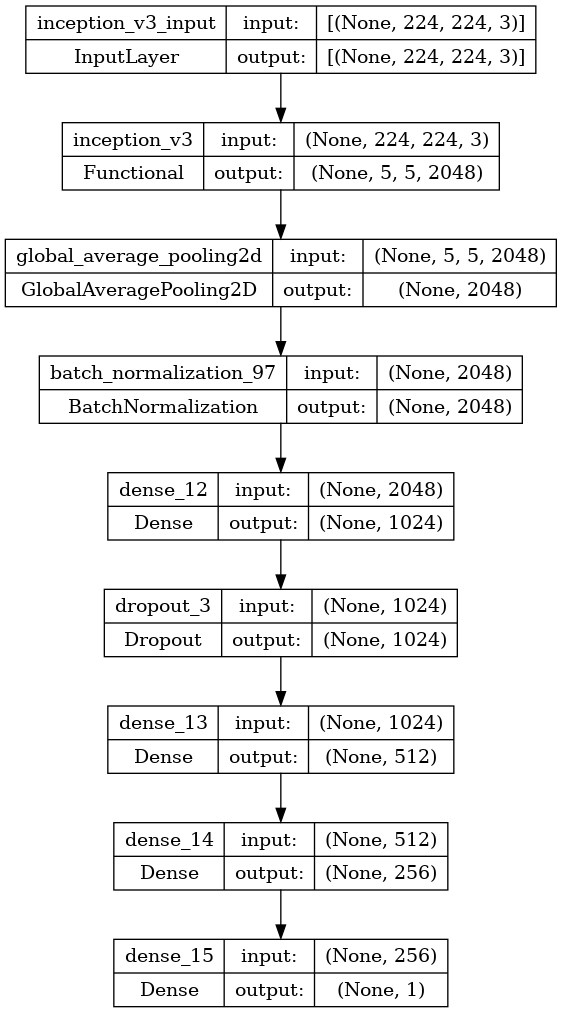 inception_v3_input input: [(None, 224, 224, 3)]
InputLayer output: [(None, 224, 224, 3)]
inception_v3 input: (None, 224, 224, 3)
Functional output: (None, 5, 5, 2048)
global_average_pooling2d input: (None, 5, 5, 2048)
GlobalAveragePooling2D output: (None, 2048)
batch_normalization_97 input: (None, 2048)
BatchNormalization output: (None, 2048)
dense_12 input: (None, 2048)
Dense output: (None, 1024)
dropout_3 input: (None, 1024)
Dropout output: (None, 1024)
dense_13 input: (None, 1024)
Dense output: (None, 512)
dense_14 input: (None, 512)
Dense output: (None, 256)
dense_15 input: (None, 256)
Dense output: (None, 1)